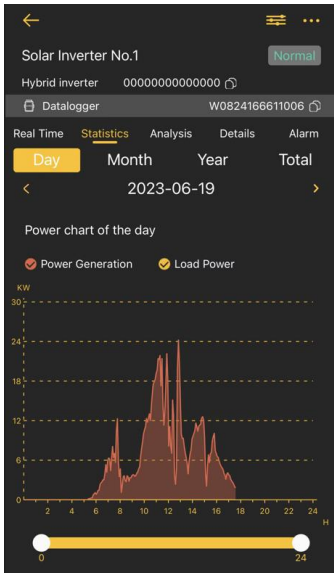 Solar Inverter No.1 Normal
Hybrid inverter 00000000000000
Datalogger W0824166611006
Real Time Statistics Analysis Details Alarm
Day Month Year Total
< 2023-06-19 >
Power chart of the day
Power Generation Load Power
KW
30
24
18
12
6
0
2 4 6 8 10 12 14 16 18 20 22 24
H
0 24